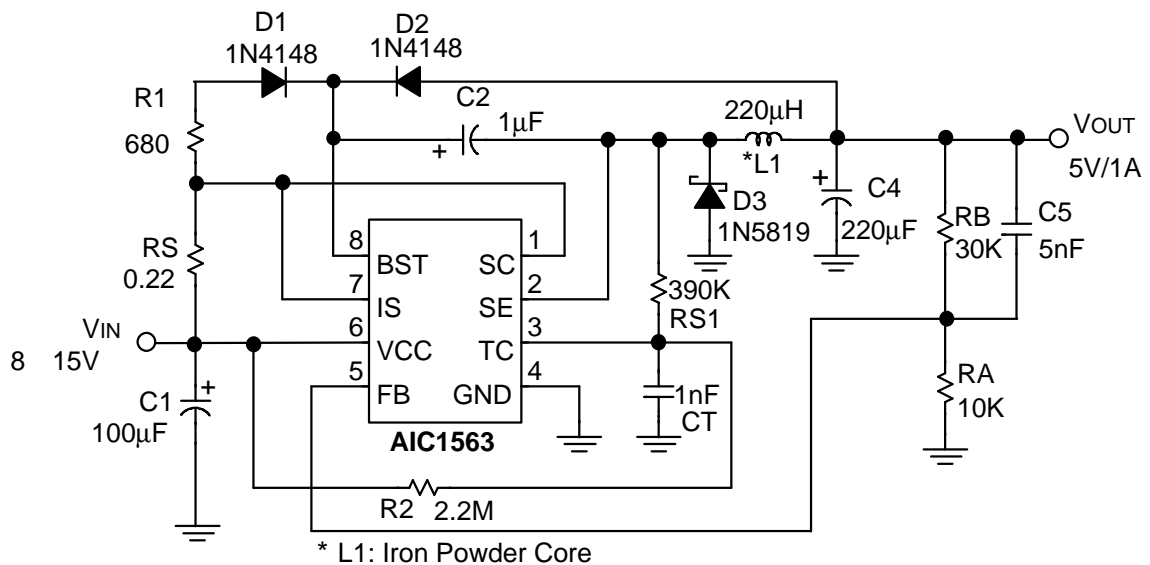 D1
1N4148
D2
1N4148
R1
680
C2
1μF
+
220μH
*L1
VOUT
5V/1A
+
C4
220μF
D3
1N5819
RB
30K
C5
5nF
RS
0.22
8
BST
7
IS
6
VCC
5
FB
1
SC
2
SE
3
TC
4
GND
AIC1563
390K
RS1
VIN
8 15V
C1
+
100μF
1nF
CT
RA
10K
R2 2.2M
* L1: Iron Powder Core